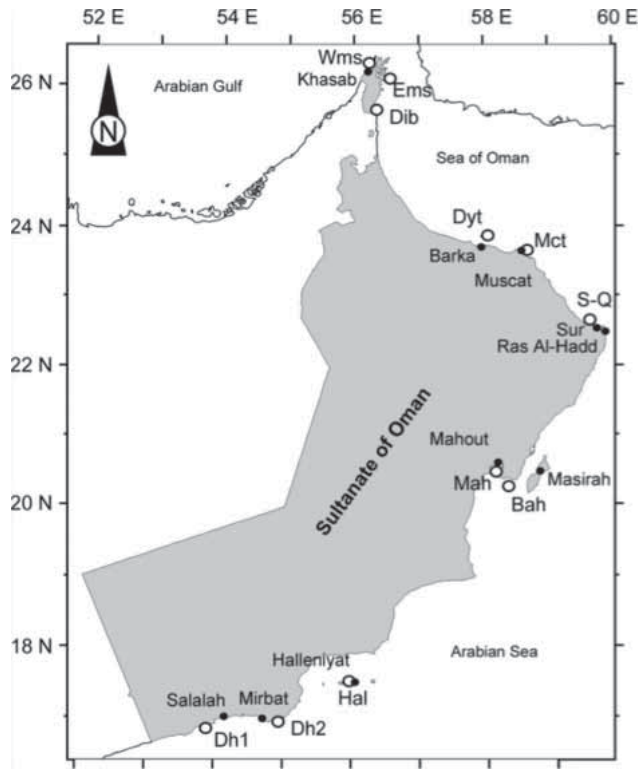 52 E 54 E 56 E 58 E 60 E
Wms
Khasab
Arabian Gulf
26 N
Ems
Dib
N
Sea of Oman
24 N
Dyt
Mct
Barka
Muscat
S-Q
Sur
Ras Al-Hadd
22 N
Sultanate of Oman
Mahout
Mah
Masirah
Bah
20 N
18 N
Halleniyat
Arabian Sea
Hal
Salalah
Mirbat
Dh1
Dh2